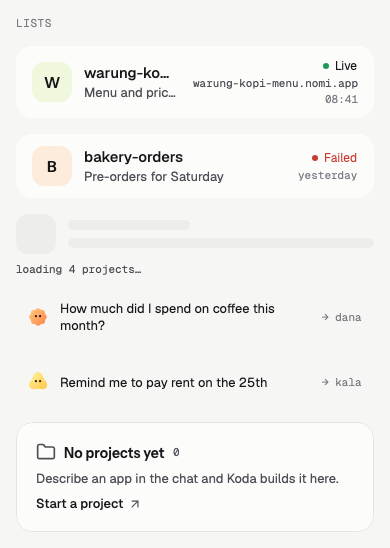 LISTS
W
warung-ko…
Live
Menu and pric…
warung-kopi-menu.nomi.app
08:41
B
bakery-orders
Failed
Pre-orders for Saturday
yesterday
loading 4 projects…
How much did I spend on coffee this
month?
→ dana
Remind me to pay rent on the 25th
→ kala
No projects yet 0
Describe an app in the chat and Koda builds it here.
Start a project ↗